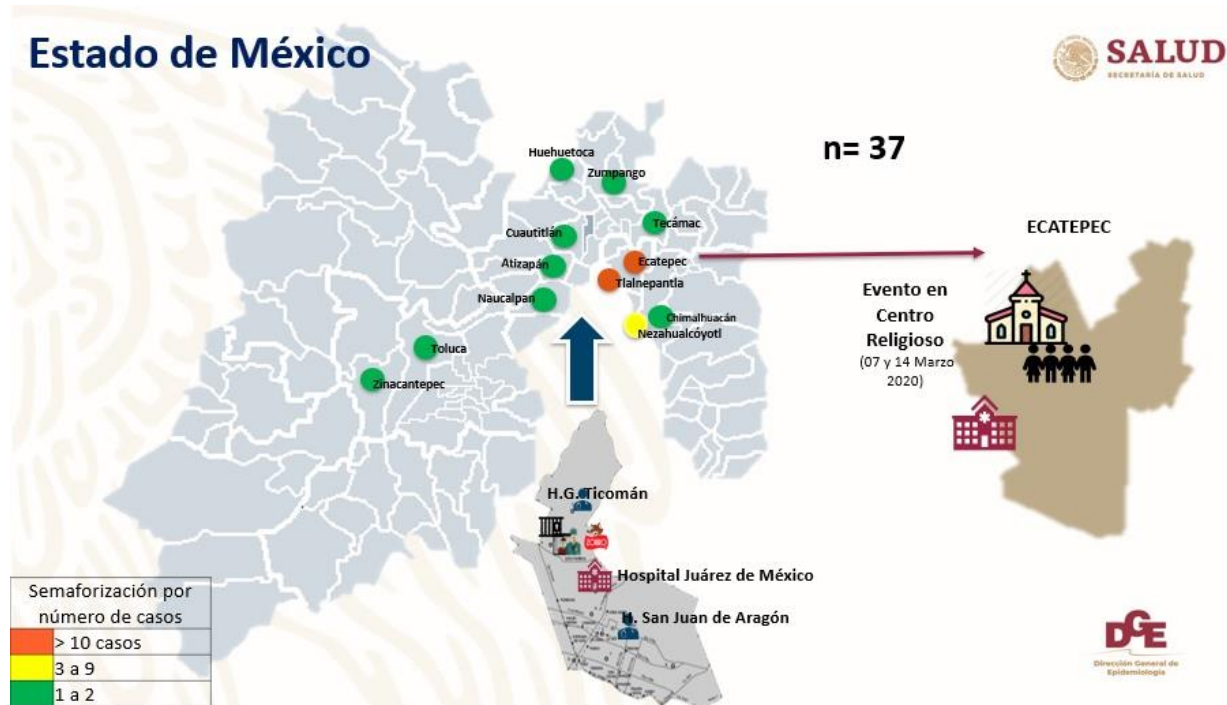 Estado de México
SALUD
SECRETARÍA DE SALUD
n= 37
Huehuetoca
Zumpango
Tecámac
Cuautitlán
Ecatepec
Atizapán
Tlalnepantla
Naucalpan
Chimalhuacán
Nezahualcóyotl
Toluca
Zinacantepec
ECATEPEC
Evento en
Centro
Religioso
(07 y 14 Marzo
2020)
H.G. Ticomán
ZORRO
Hospital Juárez de México
H. San Juan de Aragón
Semaforización por
número de casos
> 10 casos
3 a 9
1 a 2
DGE
Dirección General de
Epidemiología